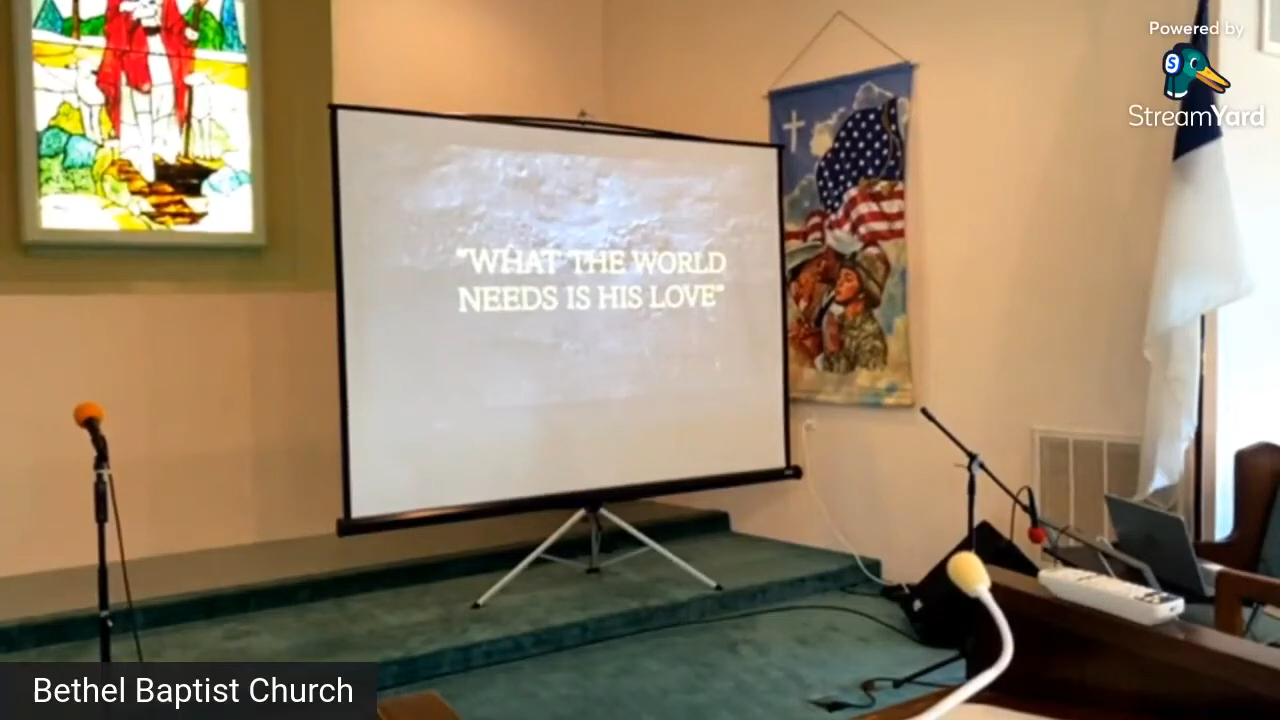 Powered by
S
StreamYard
"WHAT THE WORLD
NEEDS IS HIS LOVE"
Bethel Baptist Church